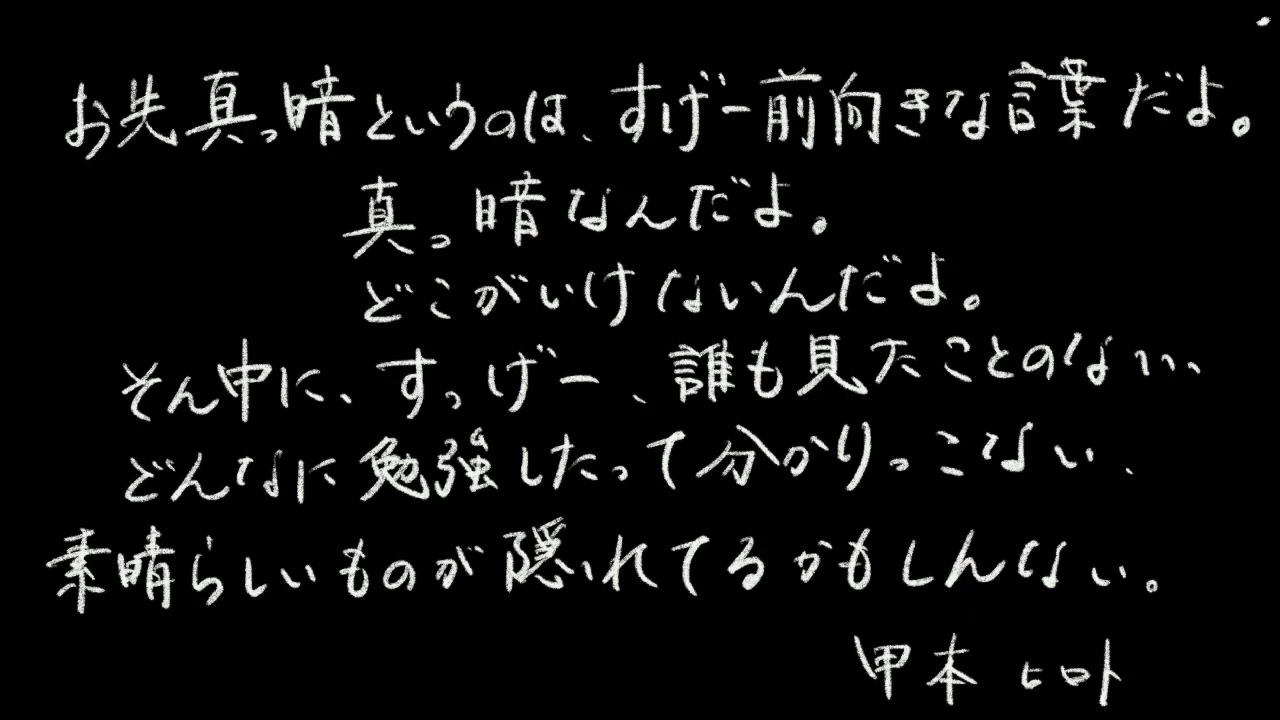 お先真っ暗というのは、すげー前向きな言葉だよ。
真っ暗なんだよ。
どこがいけないんだよ。
そん中に、すっげー、誰も見たことのない、
どんなに勉強したって分かりっこない、
素晴らしいものが隠れてるかもしんない。
甲本 ヒロト